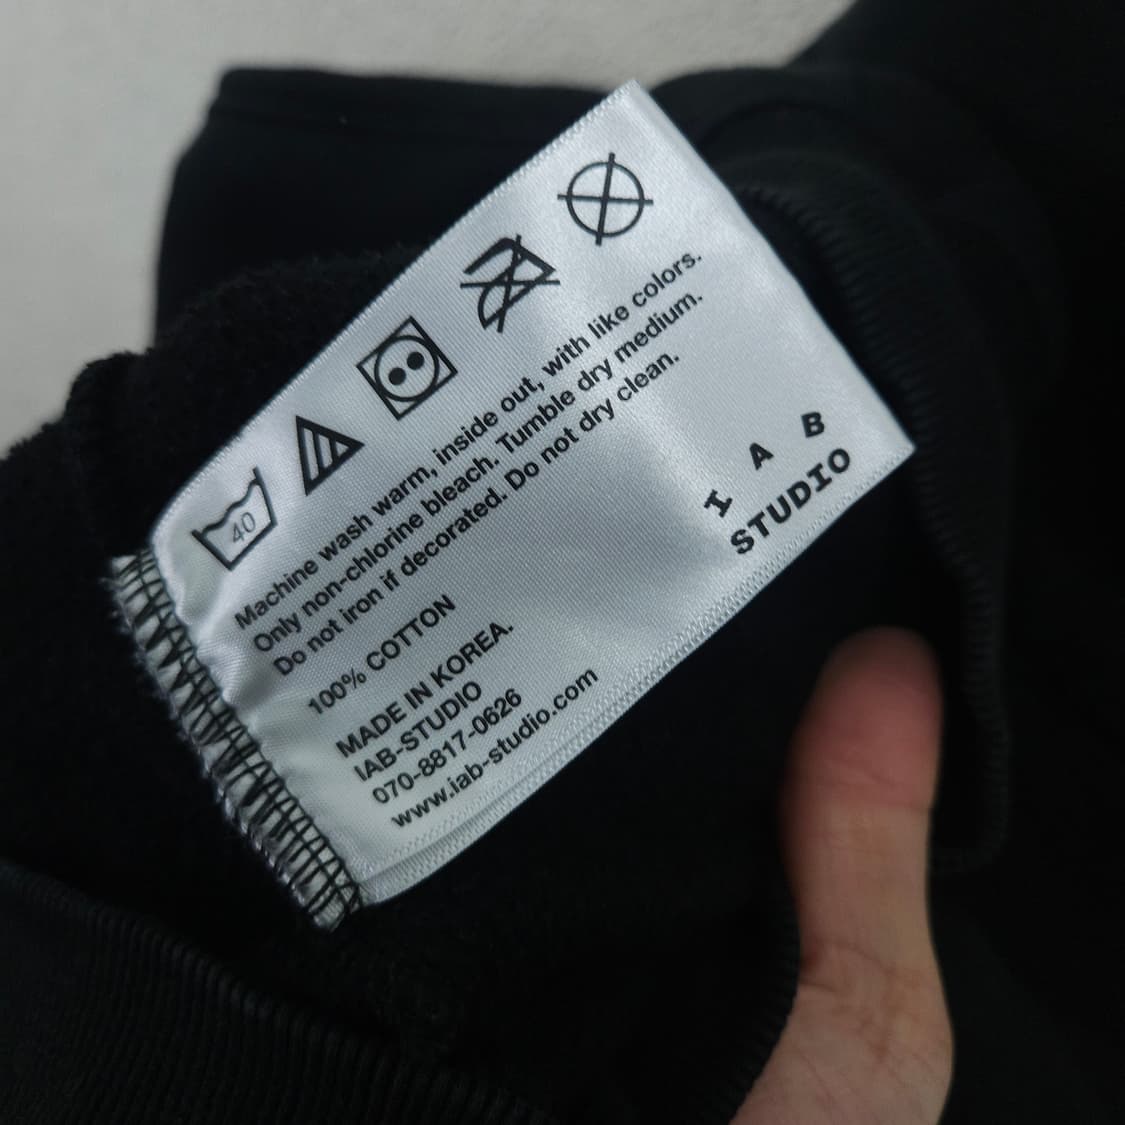 40
Machine wash warm, inside out, with like colors.
Only non-chlorine bleach. Tumble dry medium.
Do not iron if decorated. Do not dry clean.
100% COTTON
MADE IN KOREA.
IAB-STUDIO
070-8817-0626
www.iab-studio.com
I A B
STUDIO